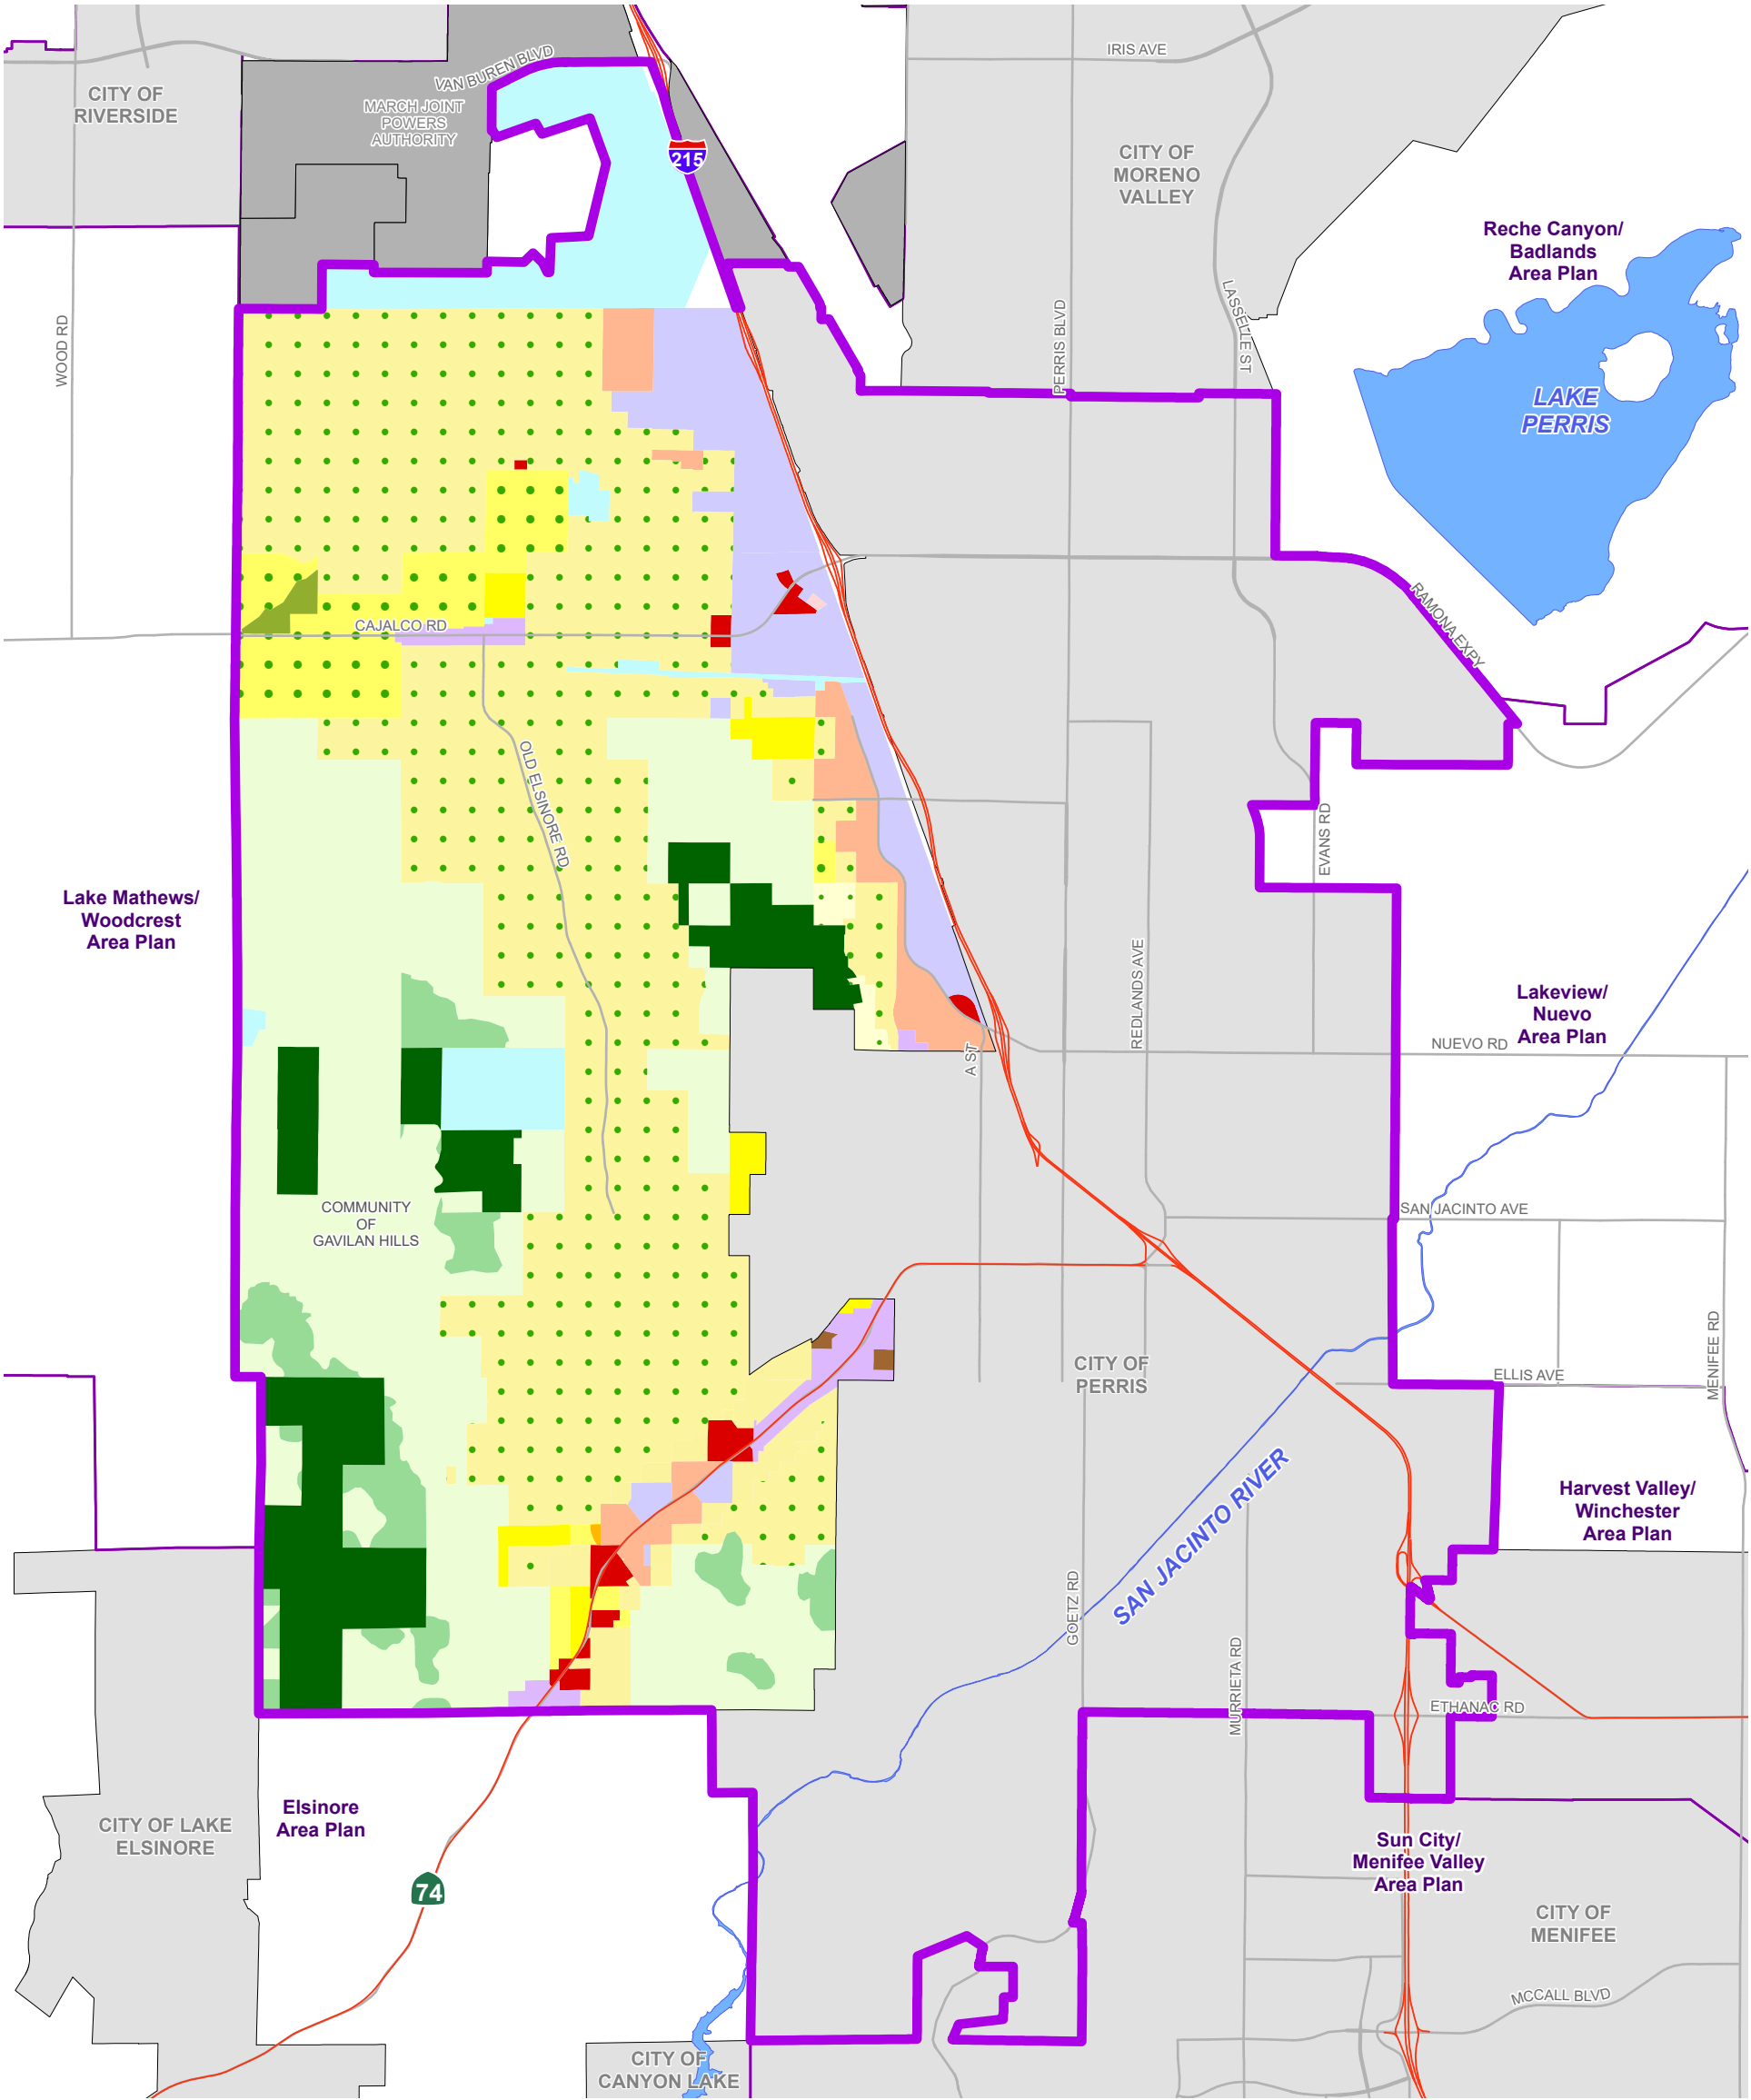 IRIS AVE
VAN BUREN BLVD
CITY OF
RIVERSIDE
MARCH JOINT
POWERS
AUTHORITY
215
CITY OF
MORENO
VALLEY
Reche Canyon/
Badlands
Area Plan
WOOD RD
PERRIS BLVD
LASSELLE ST
LAKE
PERRIS
CAJALCO RD
RAMONA EXPY
OLD ELSINORE RD
EVANS RD
Lake Mathews/
Woodcrest
Area Plan
REDLANDS AVE
Lakeview/
Nuevo
Area Plan
NUEVO RD
A ST
COMMUNITY
OF
GAVILAN HILLS
SAN JACINTO AVE
MENIFEE RD
CITY OF
PERRIS
ELLIS AVE
SAN JACINTO RIVER
Harvest Valley/
Winchester
Area Plan
GOETZ RD
MURRIETA RD
ETHANAC RD
CITY OF LAKE
ELSINORE
Elsinore
Area Plan
74
Sun City/
Menifee Valley
Area Plan
CITY OF
MENIFEE
MCCALL BLVD
CITY OF
CANYON LAKE